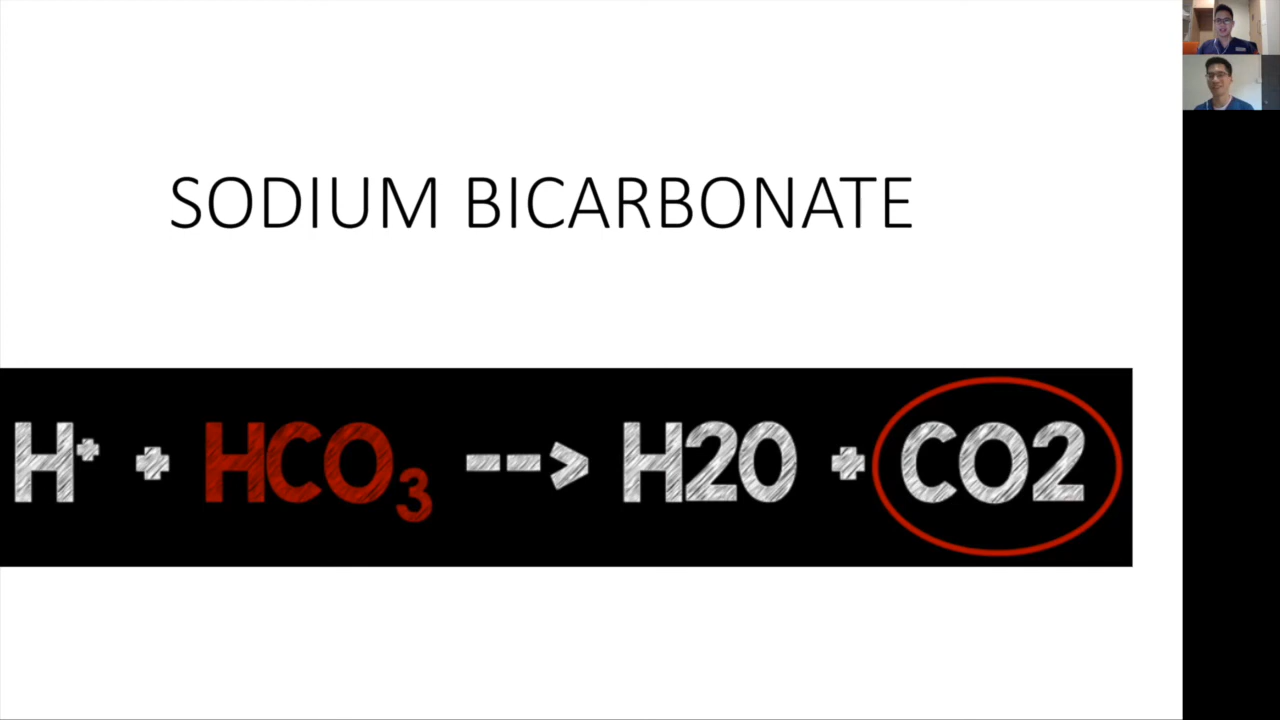 SODIUM BICARBONATE
H+ + HCO3 --> H20 + CO2